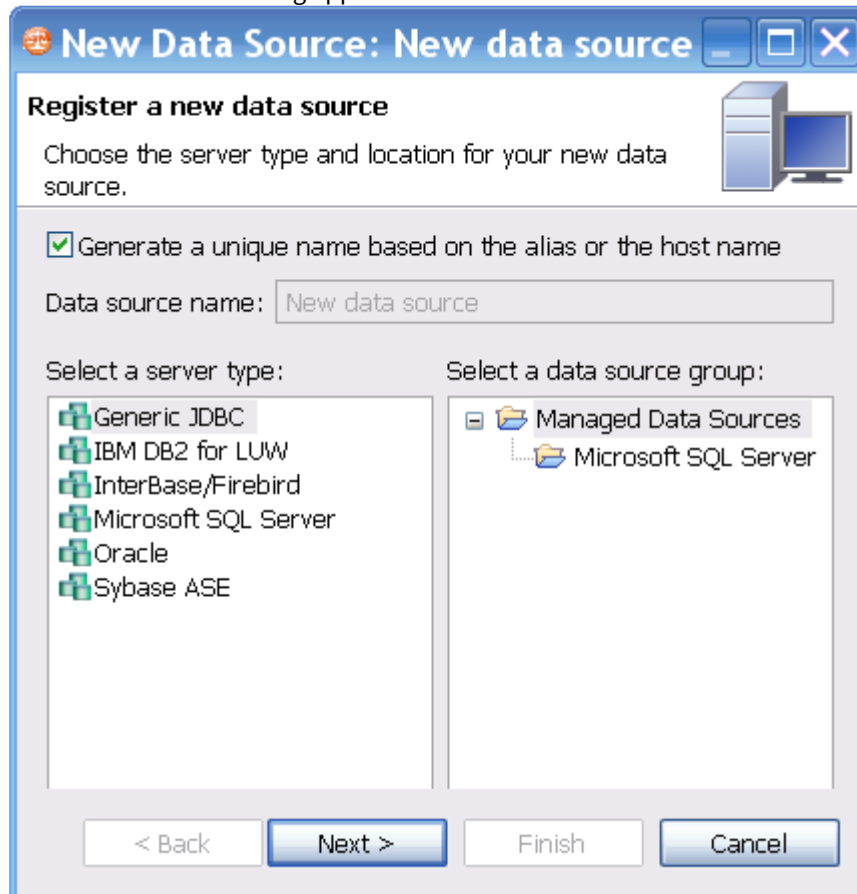 New Data Source: New data source
Register a new data source
Choose the server type and location for your new data
source.
Generate a unique name based on the alias or the host name
Data source name: New data source
Select a server type:
Select a data source group:
Generic JDBC
IBM DB2 for LUW
InterBase/Firebird
Microsoft SQL Server
Oracle
Sybase ASE
Managed Data Sources
Microsoft SQL Server
< Back
Next >
Finish
Cancel